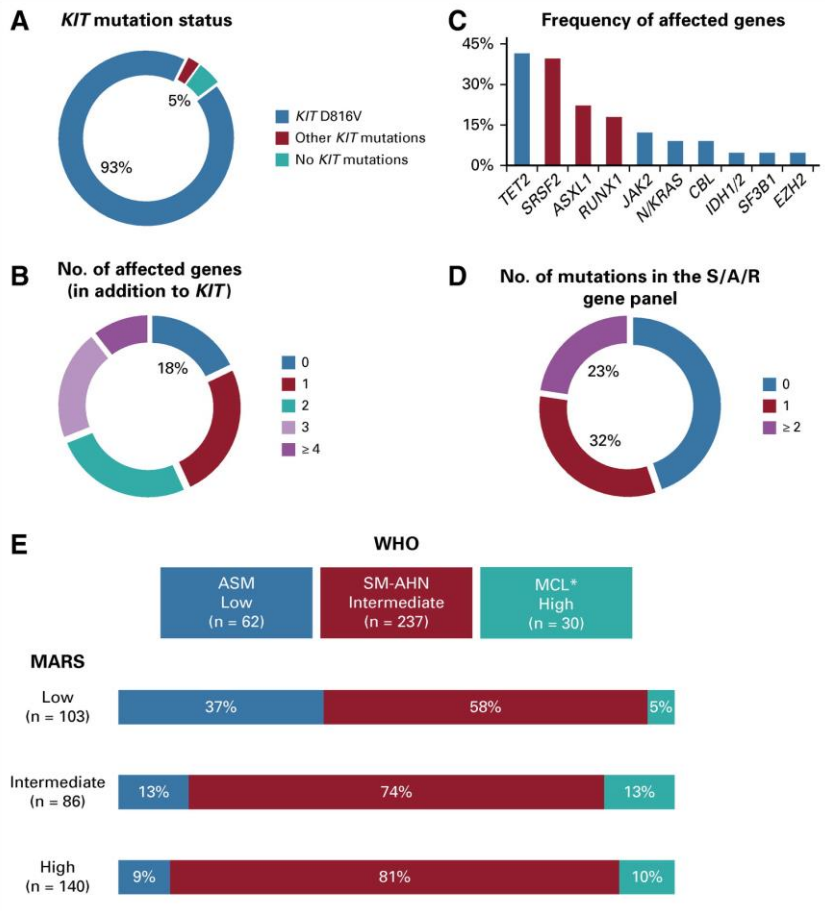 A
KIT mutation status
5%
93%
KIT D816V
Other KIT mutations
No KIT mutations
C
Frequency of affected genes
45%
30%
15%
0%
TET2
SRSF2
ASXL1
RUNX1
JAK2
N/KRAS
CBL
IDH1/2
SF3B1
EZH2
B
No. of affected genes
(in addition to KIT)
18%
0
1
2
3
≥ 4
D
No. of mutations in the S/A/R
gene panel
23%
32%
0
1
≥ 2
E
WHO
ASM
Low
(n = 62)
SM-AHN
Intermediate
(n = 237)
MCL*
High
(n = 30)
MARS
Low
(n = 103)
37%
58%
5%
Intermediate
(n = 86)
13%
74%
13%
High
(n = 140)
9%
81%
10%